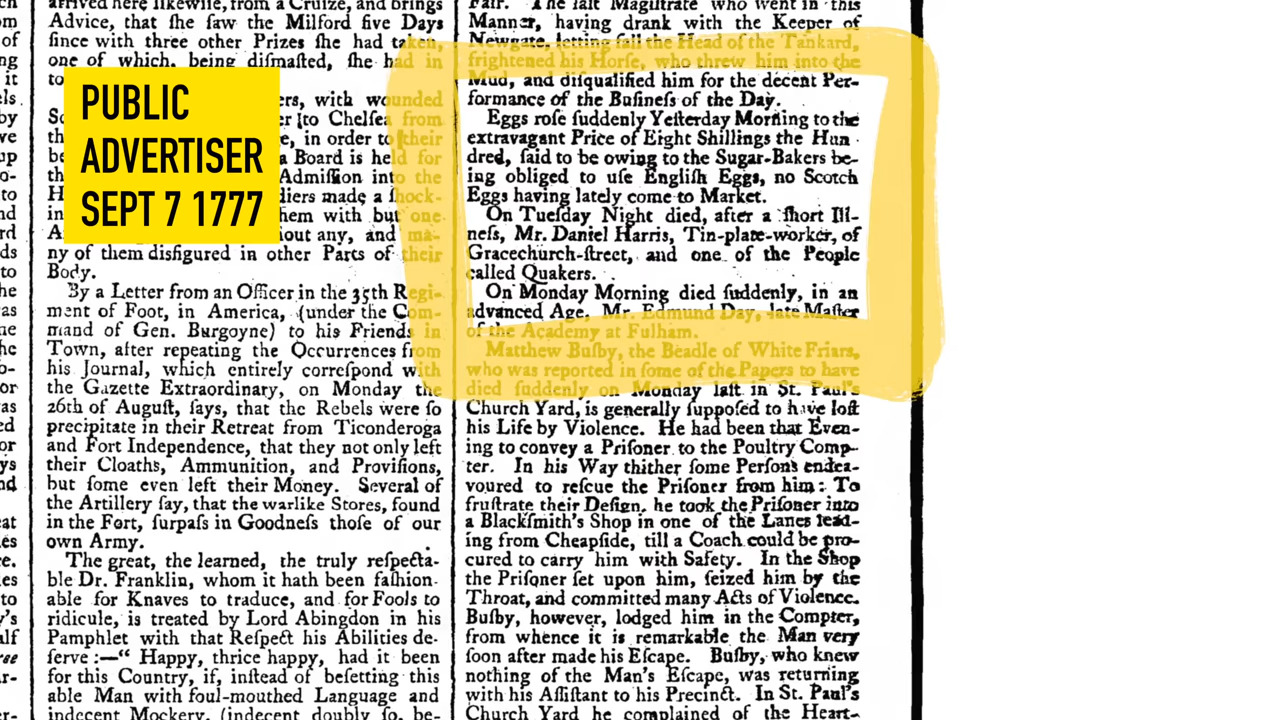 PUBLIC
ADVERTISER
SEPT 7 1777
arrived here likewiſe, from a Cruize, and brings
Advice, that ſhe ſaw the Milford five Days
ſince with three other Prizes ſhe had taken,
one of which, being diſmaſted, ſhe had in
to
ers, with wounded
er to Chelſea from
e, in order to their
a Board is held for
Admiſſion into the
diers made a ſhock-
hem with but one
hout any, and ma-
ny of them disfigured in other Parts of their
Body.
By a Letter from an Officer in the 35th Regi-
ment of Foot, in America, (under the Com-
mand of Gen. Burgoyne) to his Friends in
Town, after repeating the Occurrences from
his Journal, which entirely correſpond with
the Gazette Extraordinary, on Monday the
26th of Auguſt, ſays, that the Rebels were ſo
precipitate in their Retreat from Ticonderoga
and Fort Independence, that they not only left
their Cloaths, Ammunition, and Proviſions,
but ſome even left their Money. Several of
the Artillery ſay, that the warlike Stores, found
in the Fort, ſurpaſs in Goodneſs thoſe of our
own Army.
The great, the learned, the truly reſpecta-
ble Dr. Franklin, whom it hath been faſhion-
able for Knaves to traduce, and for Fools to
ridicule, is treated by Lord Abingdon in his
Pamphlet with that Reſpect his Abilities de-
ſerve:—“ Happy, thrice happy, had it been
for this Country, if, inſtead of beſetting this
able Man with foul-mouthed Language and
indecent Mockery, (indecent doubly ſo, be-
Fair. The laſt Magiſtrate who went in this
Manner, having drank with the Keeper of
Newgate, letting fall the Head of the Tankard,
frightened his Horſe, who threw him into the
Mud, and diſqualified him for the decent Per-
formance of the Buſineſs of the Day.
Eggs roſe ſuddenly Yeſterday Morning to the
extravagant Price of Eight Shillings the Hun-
dred, ſaid to be owing to the Sugar-Bakers be-
ing obliged to uſe Engliſh Eggs, no Scotch
Eggs having lately come to Market.
On Tueſday Night died, after a ſhort Ill-
neſs, Mr. Daniel Harris, Tin-plate-worker, of
Gracechurch-ſtreet, and one of the People
called Quakers.
On Monday Morning died ſuddenly, in an
advanced Age, Mr. Edmund Day, late Maſter
of the Academy at Fulham.
Matthew Buſby, the Beadle of White Friars,
who was reported in ſome of the Papers to have
died ſuddenly on Monday laſt in St. Paul's
Church Yard, is generally ſuppoſed to have loſt
his Life by Violence. He had been that Even-
ing to convey a Priſoner to the Poultry Comp-
ter. In his Way thither ſome Perſons endea-
voured to reſcue the Priſoner from him: To
fruſtrate their Deſign, he took the Priſoner into
a Blackſmith's Shop in one of the Lanes lead-
ing from Cheapſide, till a Coach could be pro-
cured to carry him with Safety. In the Shop
the Priſoner ſet upon him, ſeized him by the
Throat, and committed many Acts of Violence.
Buſby, however, lodged him in the Compter,
from whence it is remarkable the Man very
ſoon after made his Eſcape. Buſby, who knew
nothing of the Man's Eſcape, was returning
with his Aſſiſtant to his Precinct. In St. Paul's
Church Yard he complained of the Heart-